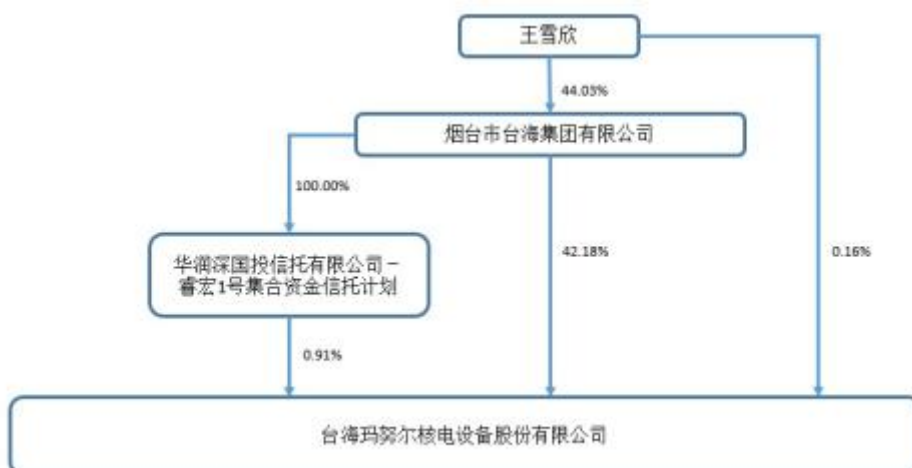 王雪欣
44.03%
烟台市台海集团有限公司
100.00%
华润深国投信托有限公司－
睿宏1号集合资金信托计划
42.18%
0.16%
0.91%
台海玛努尔核电设备股份有限公司